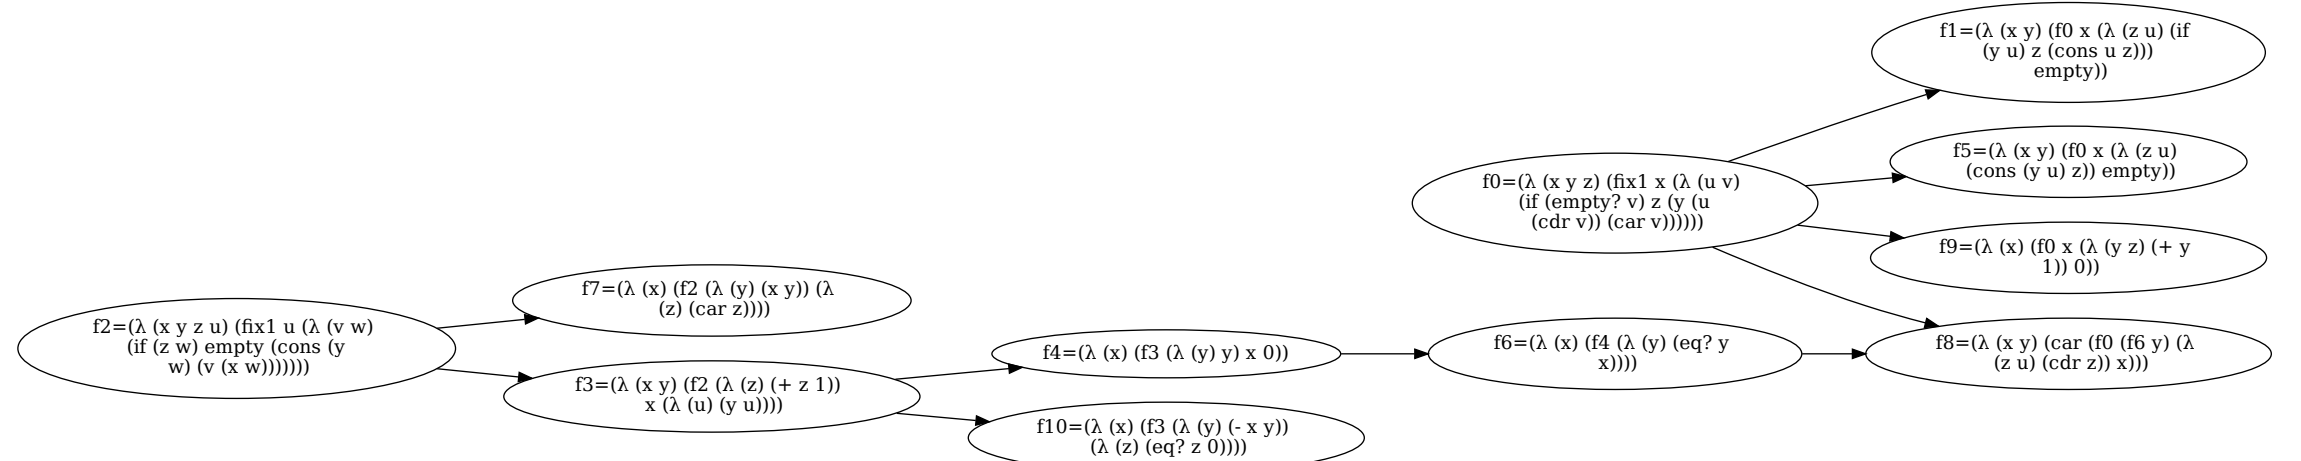 f1=(λ (x y) (f0 x (λ (z u) (if
(y u) z (cons u z)))
empty))
f5=(λ (x y) (f0 x (λ (z u)
(cons (y u) z)) empty))
f0=(λ (x y z) (fix1 x (λ (u v)
(if (empty? v) z (y (u
(cdr v)) (car v))))))
f9=(λ (x) (f0 x (λ (y z) (+ y
1)) 0))
f7=(λ (x) (f2 (λ (y) (x y)) (λ
(z) (car z))))
f2=(λ (x y z u) (fix1 u (λ (v w)
(if (z w) empty (cons (y
w) (v (x w)))))))
f4=(λ (x) (f3 (λ (y) y) x 0))
f6=(λ (x) (f4 (λ (y) (eq? y
x))))
f8=(λ (x y) (car (f0 (f6 y) (λ
(z u) (cdr z)) x)))
f3=(λ (x y) (f2 (λ (z) (+ z 1))
x (λ (u) (y u))))
f10=(λ (x) (f3 (λ (y) (- x y))
(λ (z) (eq? z 0))))